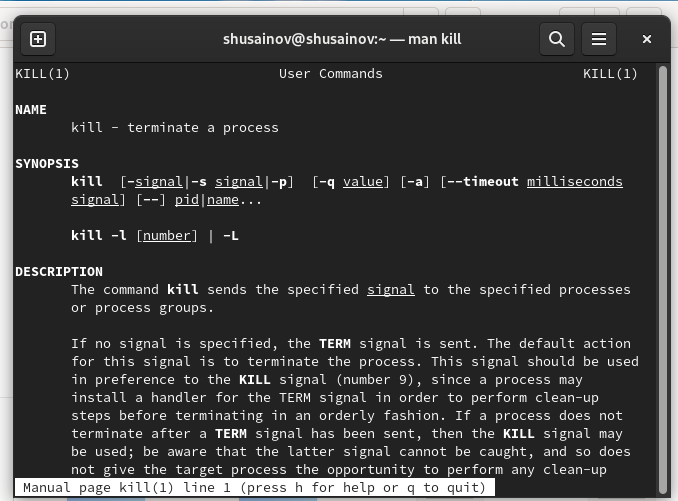 shusainov@shusainov:~ — man kill
KILL(1) User Commands KILL(1)
NAME
kill - terminate a process
SYNOPSIS
kill [-signal|-s signal|-p] [-q value] [-a] [--timeout milliseconds
signal] [--] pid|name...
kill -l [number] | -L
DESCRIPTION
The command kill sends the specified signal to the specified processes
or process groups.
If no signal is specified, the TERM signal is sent. The default action
for this signal is to terminate the process. This signal should be used
in preference to the KILL signal (number 9), since a process may
install a handler for the TERM signal in order to perform clean-up
steps before terminating in an orderly fashion. If a process does not
terminate after a TERM signal has been sent, then the KILL signal may
be used; be aware that the latter signal cannot be caught, and so does
not give the target process the opportunity to perform any clean-up
Manual page kill(1) line 1 (press h for help or q to quit)